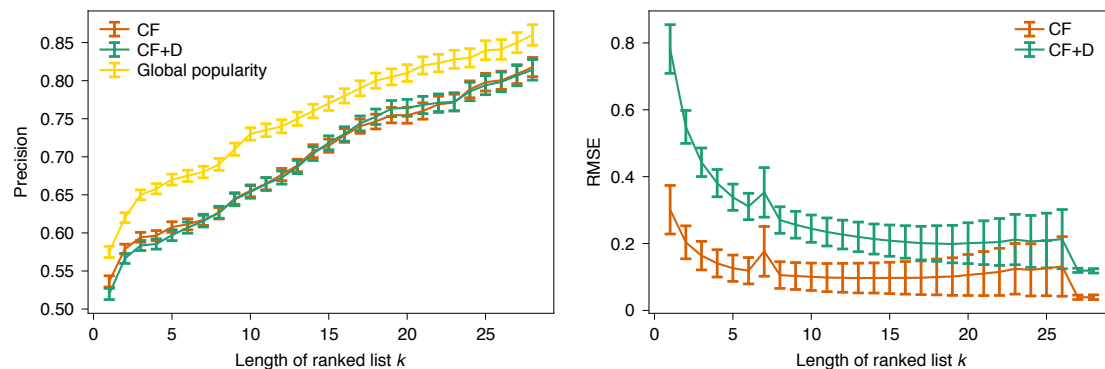 CF
CF+D
Global popularity
Precision
0.85
0.80
0.75
0.70
0.65
0.60
0.55
0.50
0 5 10 15 20 25
Length of ranked list k
CF
CF+D
RMSE
0.8
0.6
0.4
0.2
0
0 5 10 15 20 25
Length of ranked list k